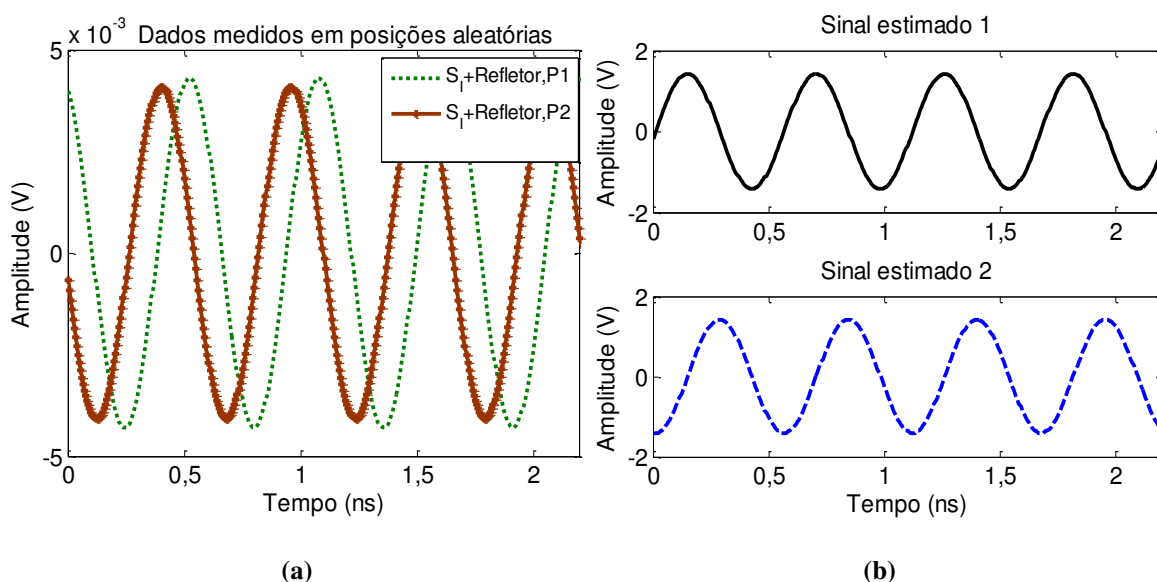 x 10-3
Dados medidos em posições aleatórias
SI+Refletor,P1
SI+Refletor,P2
5
0
-5
Amplitude (V)
0 0,5 1 1,5 2
Tempo (ns)
(a)
Sinal estimado 1
2
0
-2
Amplitude (V)
0 0,5 1 1,5 2
Sinal estimado 2
2
0
-2
Amplitude (V)
0 0,5 1 1,5 2
Tempo (ns)
(b)